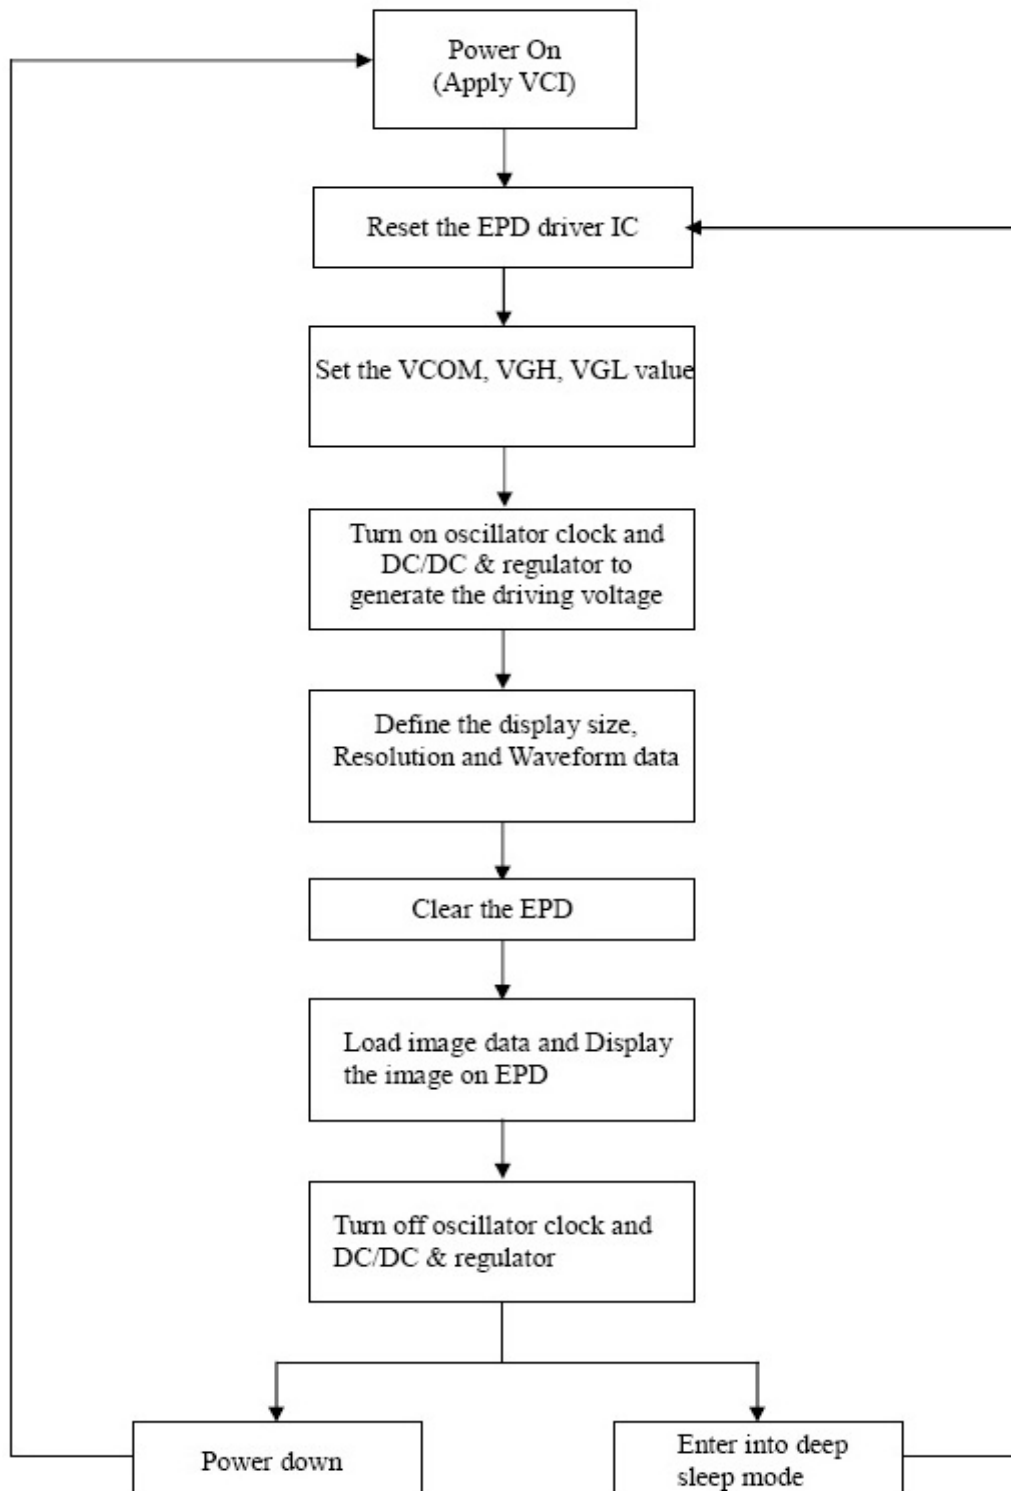 Power On
(Apply VCI)
Reset the EPD driver IC
Set the VCOM, VGH, VGL value
Turn on oscillator clock and
DC/DC & regulator to
generate the driving voltage
Define the display size,
Resolution and Waveform data
Clear the EPD
Load image data and Display
the image on EPD
Turn off oscillator clock and
DC/DC & regulator
Power down
Enter into deep
sleep mode